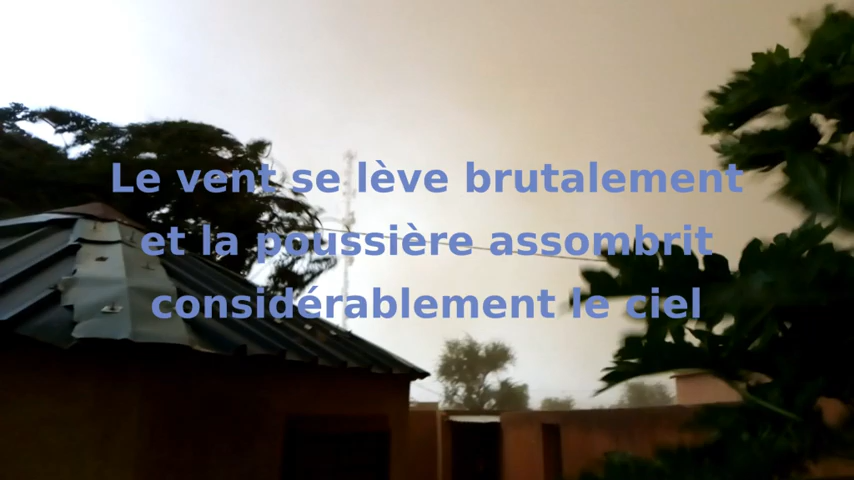 Le vent se lève brutalement
et la poussière assombrit
considérablement le ciel